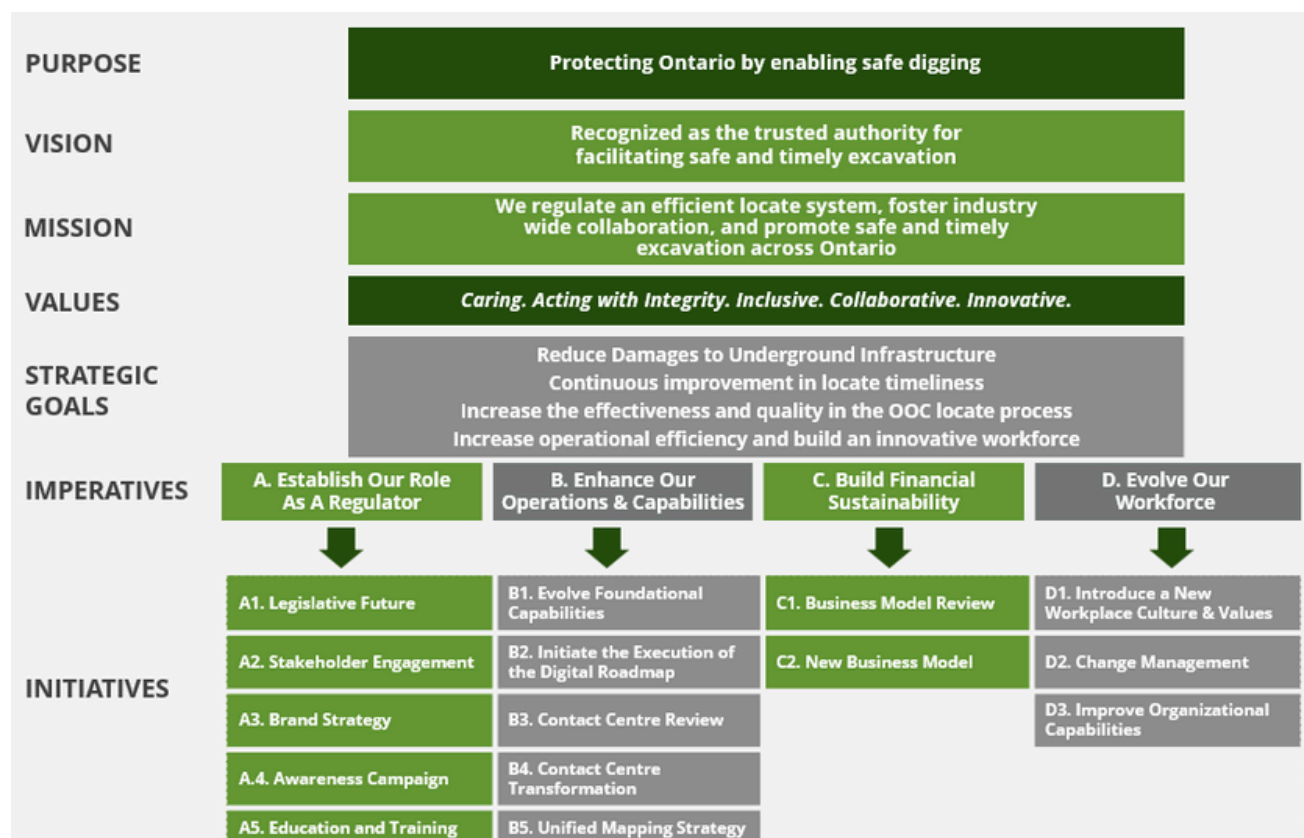 PURPOSE
Protecting Ontario by enabling safe digging
VISION
Recognized as the trusted authority for
facilitating safe and timely excavation
MISSION
We regulate an efficient locate system, foster industry
wide collaboration, and promote safe and timely
excavation across Ontario
VALUES
Caring. Acting with Integrity. Inclusive. Collaborative. Innovative.
STRATEGIC
GOALS
Reduce Damages to Underground Infrastructure
Continuous improvement in locate timeliness
Increase the effectiveness and quality in the OOC locate process
Increase operational efficiency and build an innovative workforce
IMPERATIVES
A. Establish Our Role
As A Regulator
B. Enhance Our
Operations & Capabilities
C. Build Financial
Sustainability
D. Evolve Our
Workforce
INITIATIVES
A1. Legislative Future
A2. Stakeholder Engagement
A3. Brand Strategy
A.4. Awareness Campaign
A5. Education and Training
B1. Evolve Foundational
Capabilities
B2. Initiate the Execution of
the Digital Roadmap
B3. Contact Centre Review
B4. Contact Centre
Transformation
B5. Unified Mapping Strategy
C1. Business Model Review
C2. New Business Model
D1. Introduce a New
Workplace Culture & Values
D2. Change Management
D3. Improve Organizational
Capabilities